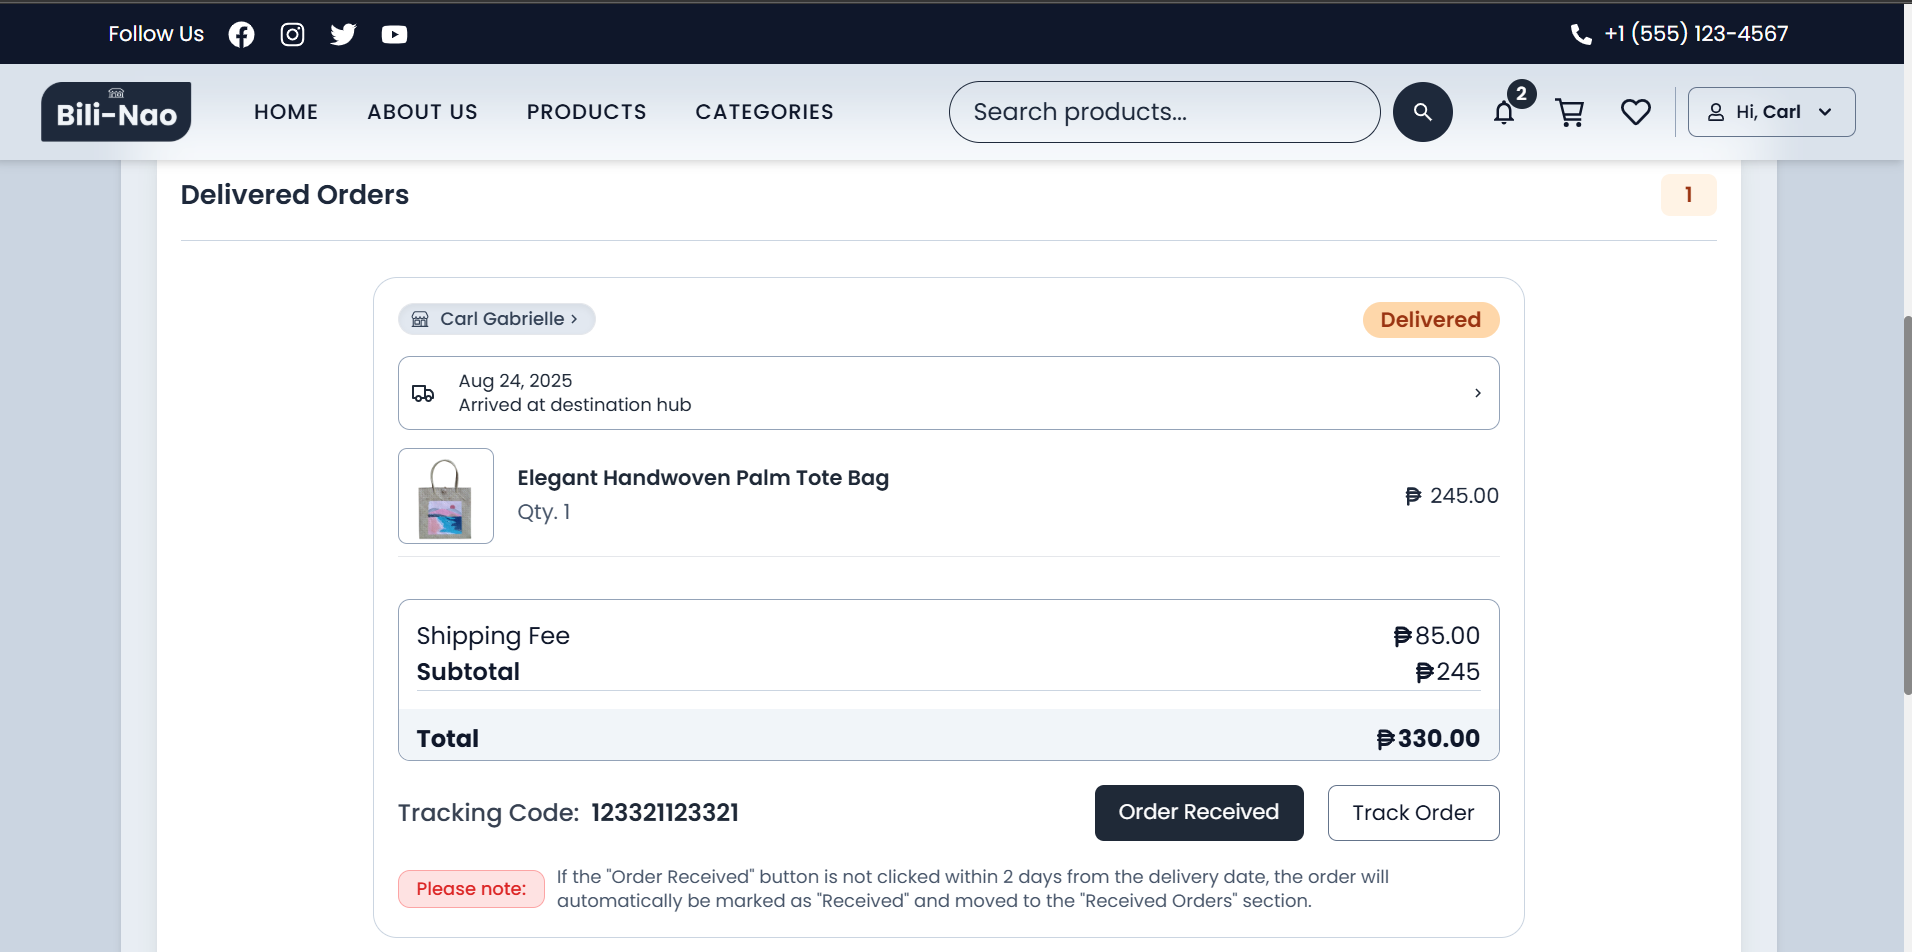 Follow Us
+1 (555) 123-4567
Bili-Nao
HOME
ABOUT US
PRODUCTS
CATEGORIES
Search products...
2
Hi, Carl
Delivered Orders
1
Carl Gabrielle >
Delivered
Aug 24, 2025
Arrived at destination hub
Elegant Handwoven Palm Tote Bag
Qty. 1
₱ 245.00
Shipping Fee
₱85.00
Subtotal
₱245
Total
₱330.00
Tracking Code: 123321123321
Order Received
Track Order
Please note:
If the "Order Received" button is not clicked within 2 days from the delivery date, the order will
automatically be marked as "Received" and moved to the "Received Orders" section.